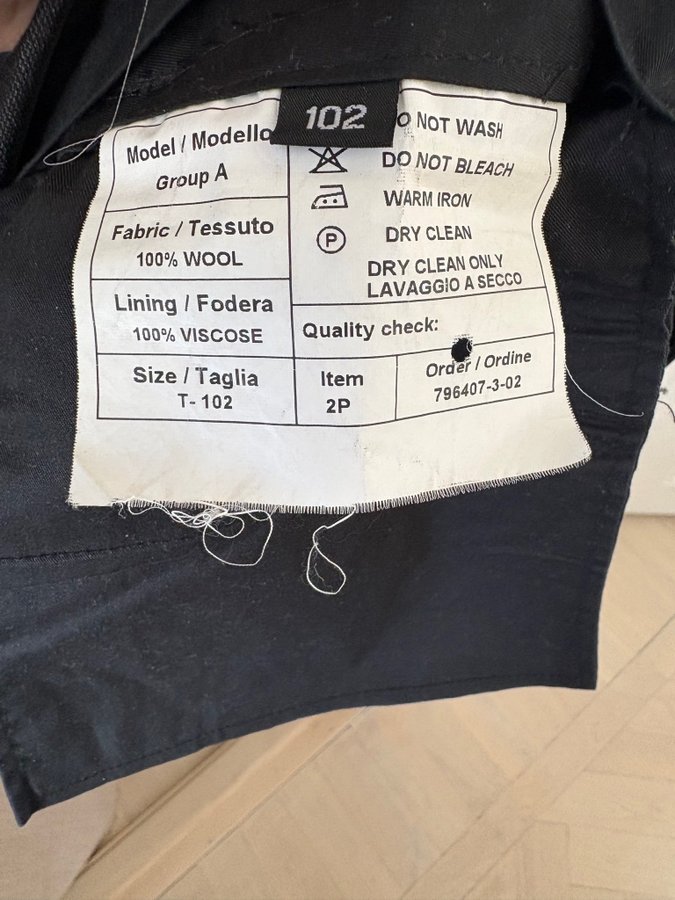 102
Model / Modello
Group A
Fabric / Tessuto
100% WOOL
Lining / Fodera
100% VISCOSE
Size / Taglia
T- 102
O NOT WASH
DO NOT BLEACH
WARM IRON
P
DRY CLEAN
DRY CLEAN ONLY
LAVAGGIO A SECCO
Quality check:
Item
2P
Order / Ordine
796407-3-02